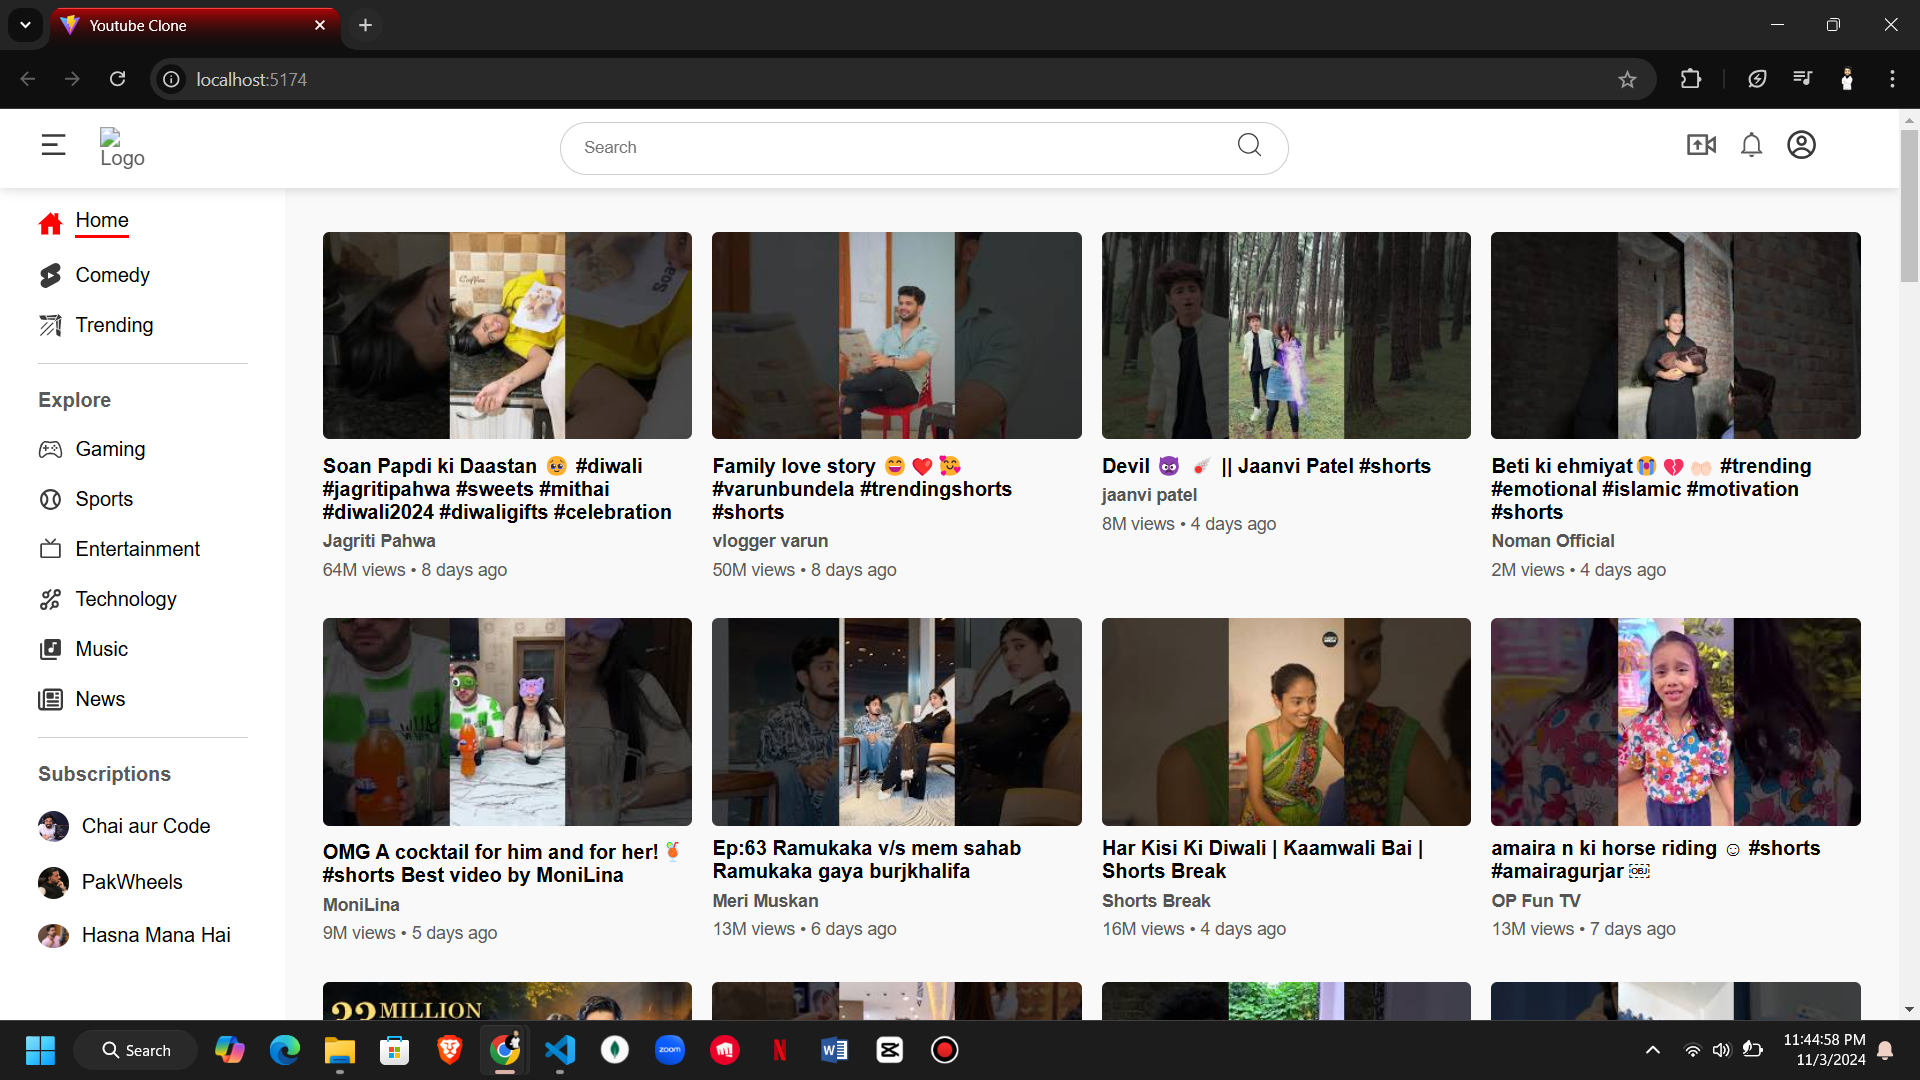 Youtube Clone
localhost:5174
Logo
Search
Home
Comedy
Trending
Explore
Gaming
Sports
Entertainment
Technology
Music
News
Subscriptions
Chai aur Code
PakWheels
Hasna Mana Hai
Coffee
Soan Papdi ki Daastan 🥹 #diwali
#jagritipahwa #sweets #mithai
#diwali2024 #diwaligifts #celebration
Jagriti Pahwa
64M views • 8 days ago
Family love story 😄 ❤️ 🥰
#varunbundela #trendingshorts
#shorts
vlogger varun
50M views • 8 days ago
Devil 😈 ☄️ || Jaanvi Patel #shorts
jaanvi patel
8M views • 4 days ago
Beti ki ehmiyat😭 💔 🤲🏻 #trending
#emotional #islamic #motivation
#shorts
Noman Official
2M views • 4 days ago
OMG A cocktail for him and for her! 🍹
#shorts Best video by MoniLina
MoniLina
9M views • 5 days ago
Ep:63 Ramukaka v/s mem sahab
Ramukaka gaya burjkhalifa
Meri Muskan
13M views • 6 days ago
Har Kisi Ki Diwali | Kaamwali Bai |
Shorts Break
Shorts Break
16M views • 4 days ago
amaira n ki horse riding ☺ #shorts
#amairagurjar ￼
OP Fun TV
13M views • 7 days ago
22 MILLION
Search
zoom
11:44:58 PM
11/3/2024